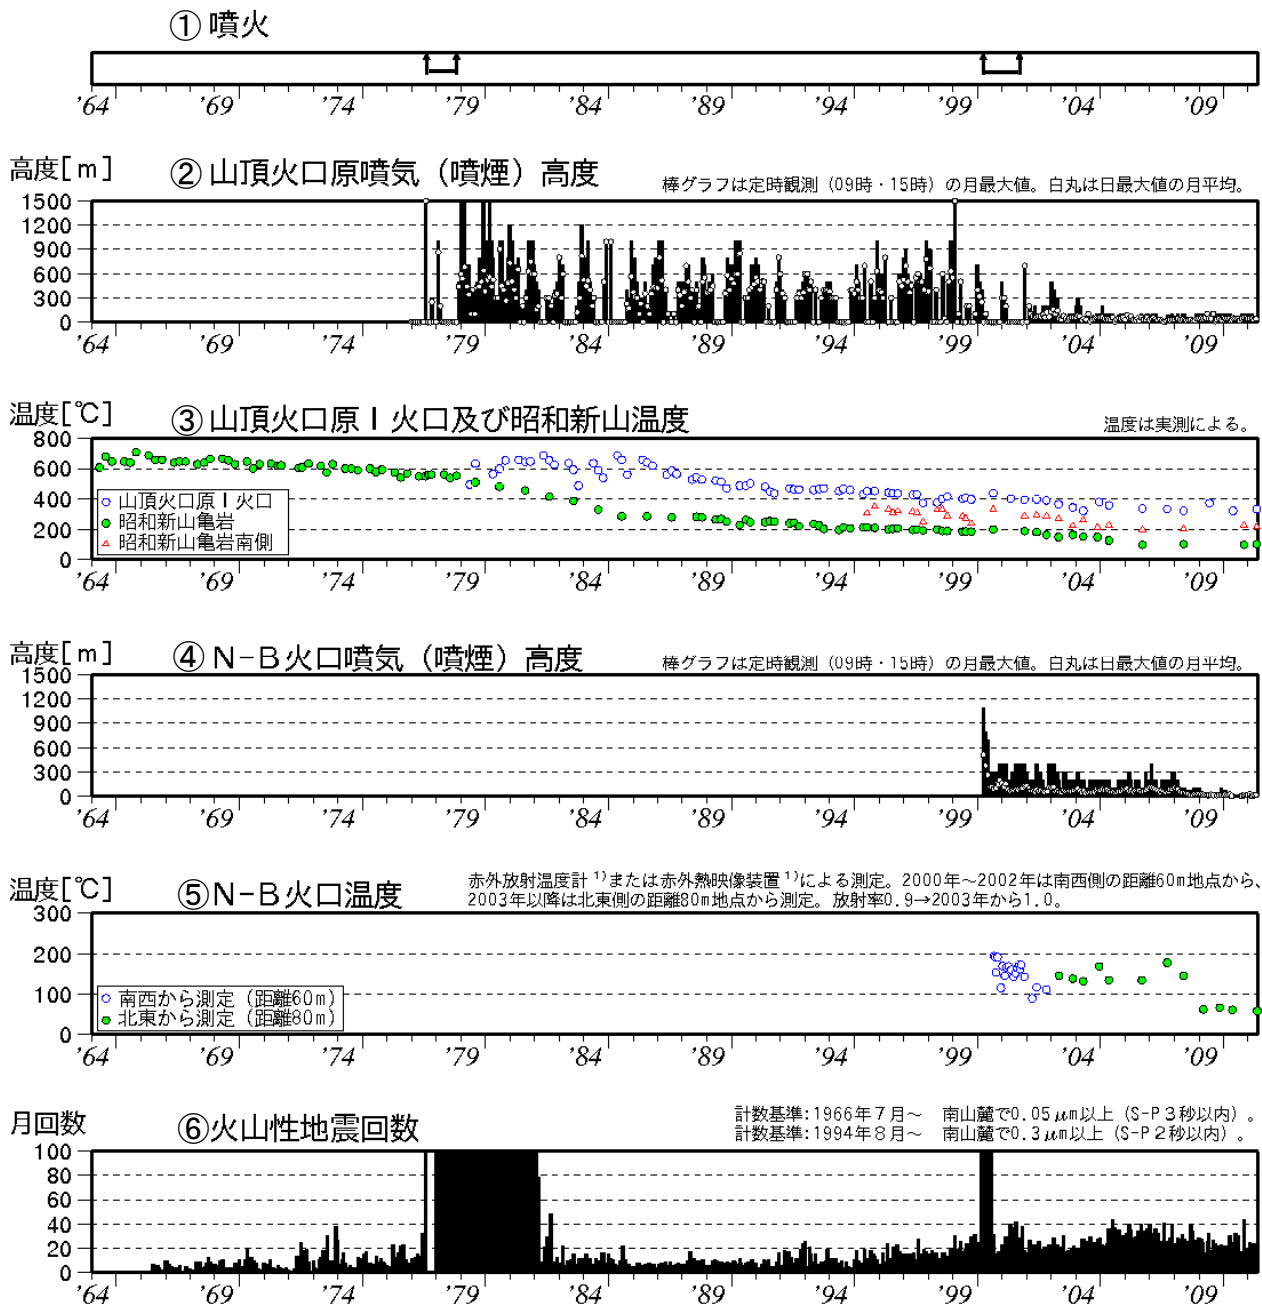 ① 噴火
'64 '69 '74 '79 '84 '89 '94 '99 '04 '09
高度[m] ② 山頂火口原噴気（噴煙）高度 棒グラフは定時観測（09時・15時）の月最大値。白丸は日最大値の月平均。
1500
1200
900
600
300
0
'64 '69 '74 '79 '84 '89 '94 '99 '04 '09
温度[℃] ③ 山頂火口原Ⅰ火口及び昭和新山温度 温度は実測による。
800
600
400
200
0
山頂火口原Ⅰ火口
昭和新山亀岩
昭和新山亀岩南側
'64 '69 '74 '79 '84 '89 '94 '99 '04 '09
高度[m] ④ N-B火口噴気（噴煙）高度 棒グラフは定時観測（09時・15時）の月最大値。白丸は日最大値の月平均。
1500
1200
900
600
300
0
'64 '69 '74 '79 '84 '89 '94 '99 '04 '09
温度[℃] ⑤N-B火口温度 赤外放射温度計1)または赤外熱映像装置1)による測定。2000年～2002年は南西側の距離60m地点から、
2003年以降は北東側の距離80m地点から測定。放射率0.9→2003年から1.0。
300
200
100
0
南西から測定（距離60m）
北東から測定（距離80m）
'64 '69 '74 '79 '84 '89 '94 '99 '04 '09
月回数 ⑥火山性地震回数 計数基準:1966年7月～ 南山麓で0.05μm以上（S-P3秒以内）。
計数基準:1994年8月～ 南山麓で0.3μm以上（S-P2秒以内）。
100
80
60
40
20
0
'64 '69 '74 '79 '84 '89 '94 '99 '04 '09